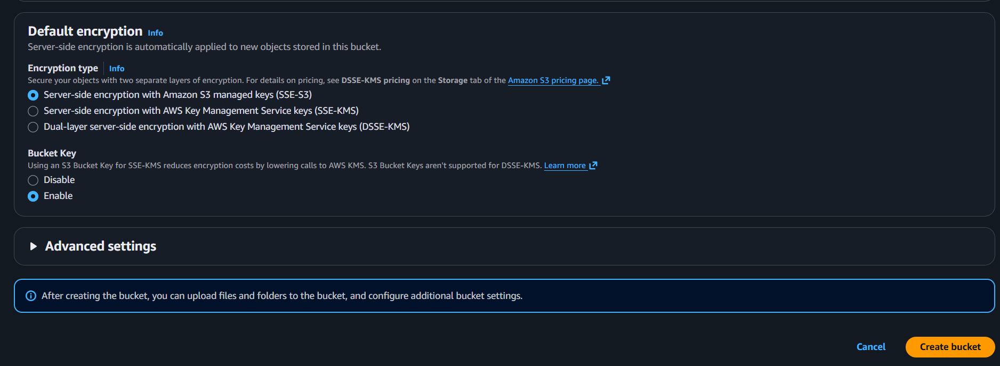 Default encryption Info
Server-side encryption is automatically applied to new objects stored in this bucket.
Encryption type Info
Secure your objects with two separate layers of encryption. For details on pricing, see DSSE-KMS pricing on the Storage tab of the Amazon S3 pricing page.
Server-side encryption with Amazon S3 managed keys (SSE-S3)
Server-side encryption with AWS Key Management Service keys (SSE-KMS)
Dual-layer server-side encryption with AWS Key Management Service keys (DSSE-KMS)
Bucket Key
Using an S3 Bucket Key for SSE-KMS reduces encryption costs by lowering calls to AWS KMS. S3 Bucket Keys aren't supported for DSSE-KMS. Learn more
Disable
Enable
Advanced settings
After creating the bucket, you can upload files and folders to the bucket, and configure additional bucket settings.
Cancel Create bucket